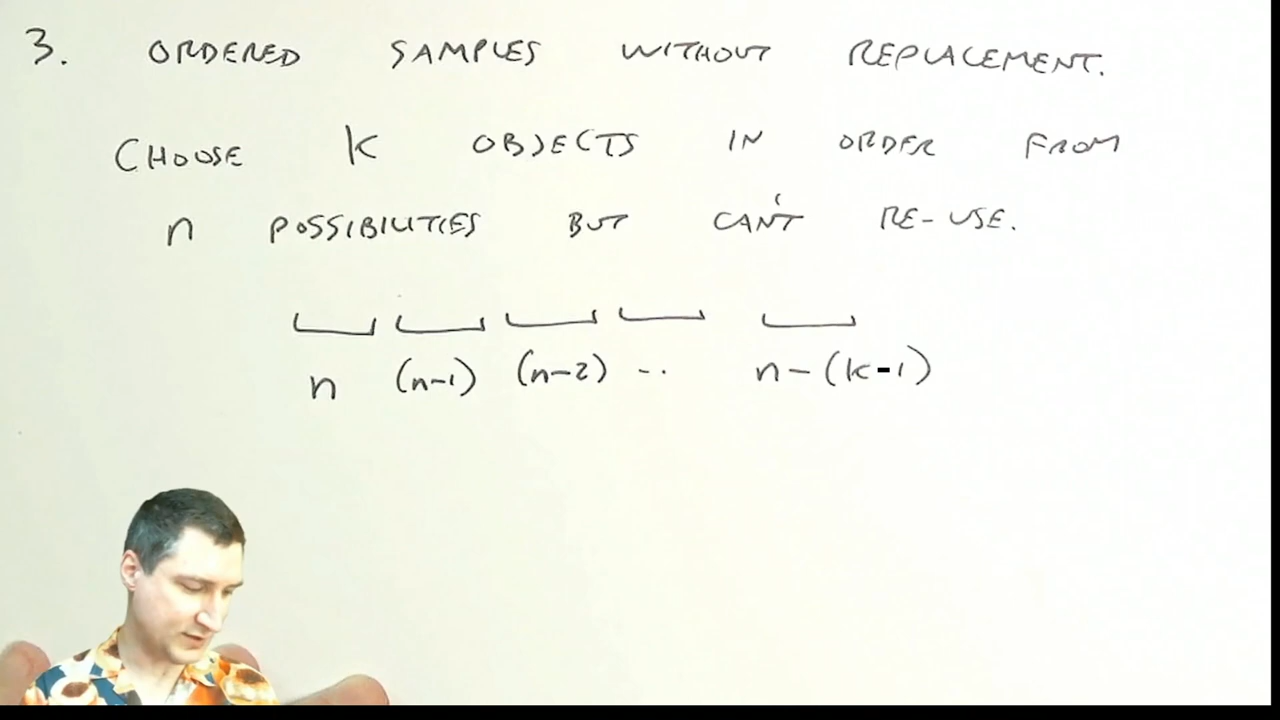 3. ORDERED SAMPLES WITHOUT REPLACEMENT.
CHOOSE k OBJECTS IN ORDER FROM
n POSSIBILITIES BUT CAN'T RE-USE.
n (n-1) (n-2) ... n-(k-1)